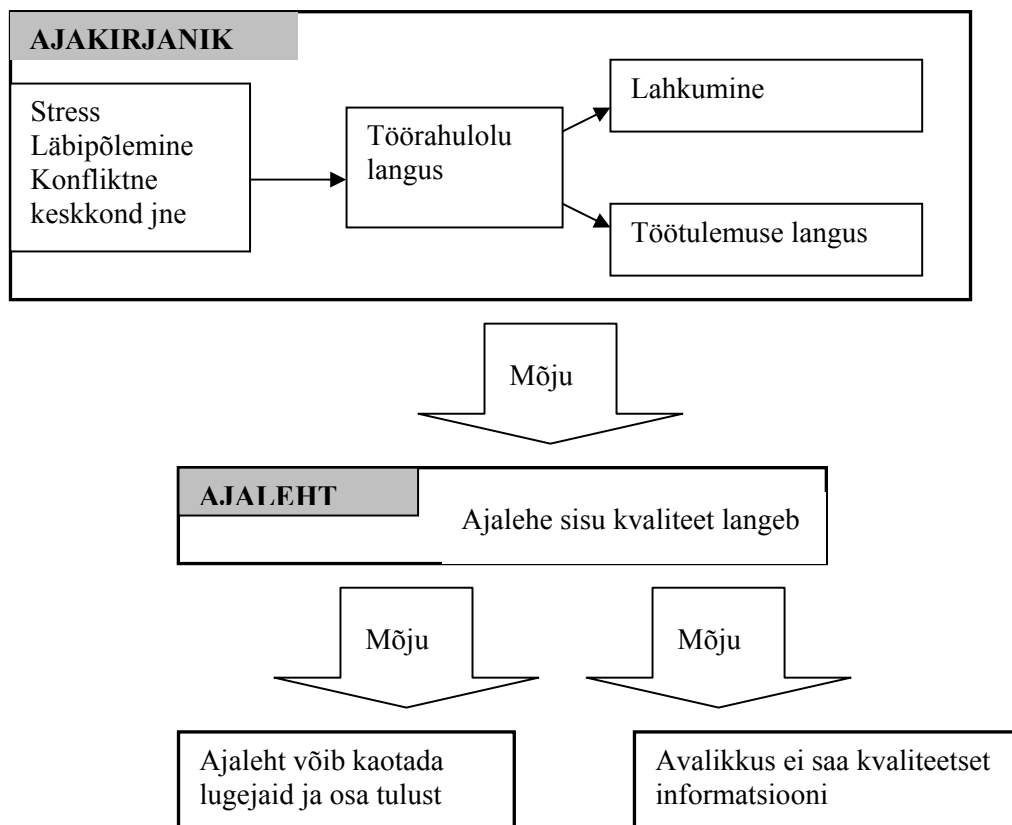 AJAKIRJANIK
Stress
Läbipõlemine
Konfliktne
keskkond jne
Töörahulolu
langus
Lahkumine
Töötulemuse langus
Mõju
AJALEHT
Ajalehe sisu kvaliteet langeb
Mõju
Mõju
Ajaleht võib kaotada
lugejaid ja osa tulust
Avalikkus ei saa kvaliteetset
informatsiooni